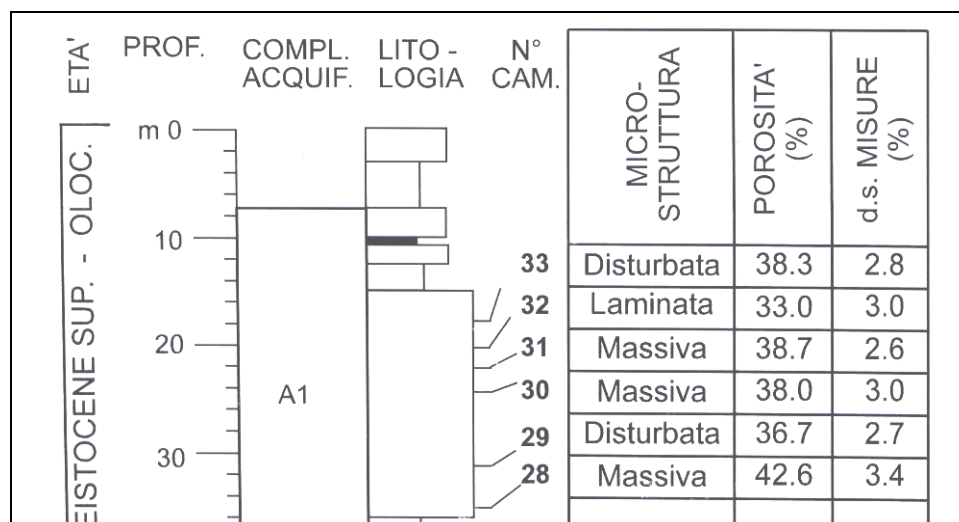 ETA'
PROF.
COMPL.
ACQUIF.
LITO -
LOGIA
N°
CAM.
MICRO-
STRUTTURA
POROSITA'
(%)
d.s. MISURE
(%)
EISTOCENE SUP. - OLOC.
m 0
10
20
30
A1
33 Disturbata 38.3 2.8
32 Laminata 33.0 3.0
31 Massiva 38.7 2.6
30 Massiva 38.0 3.0
29 Disturbata 36.7 2.7
28 Massiva 42.6 3.4